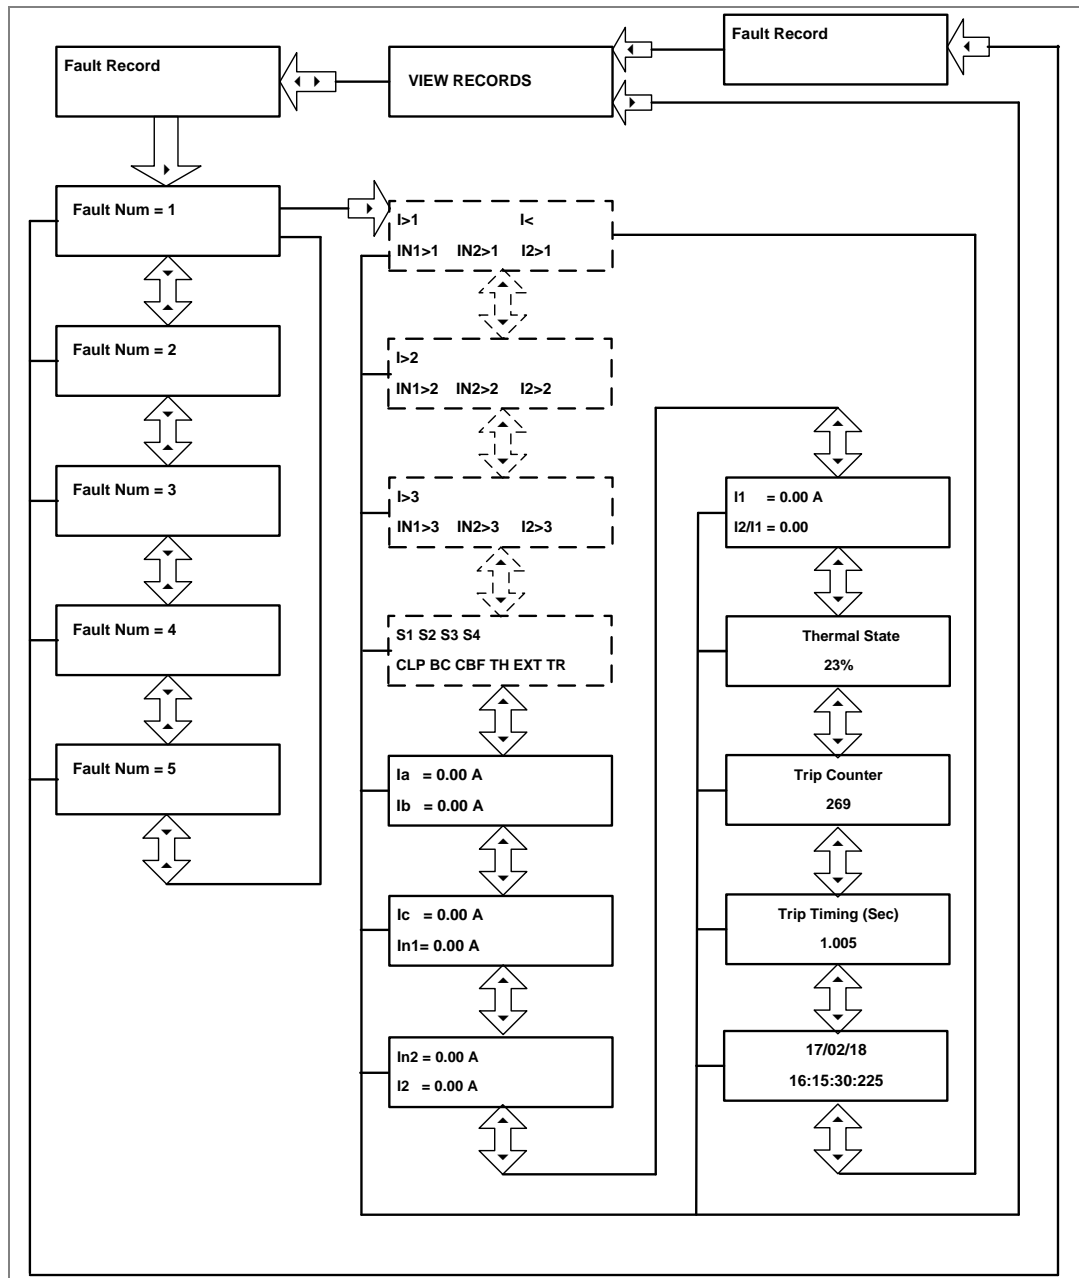 Fault Record
VIEW RECORDS
Fault Record
Fault Num = 1
Fault Num = 2
Fault Num = 3
Fault Num = 4
Fault Num = 5
I>1 I<
IN1>1 IN2>1 I2>1
I>2
IN1>2 IN2>2 I2>2
I>3
IN1>3 IN2>3 I2>3
S1 S2 S3 S4
CLP BC CBF TH EXT TR
Ia = 0.00 A
Ib = 0.00 A
Ic = 0.00 A
In1= 0.00 A
In2 = 0.00 A
I2 = 0.00 A
I1 = 0.00 A
I2/I1 = 0.00
Thermal State
23%
Trip Counter
269
Trip Timing (Sec)
1.005
17/02/18
16:15:30:225